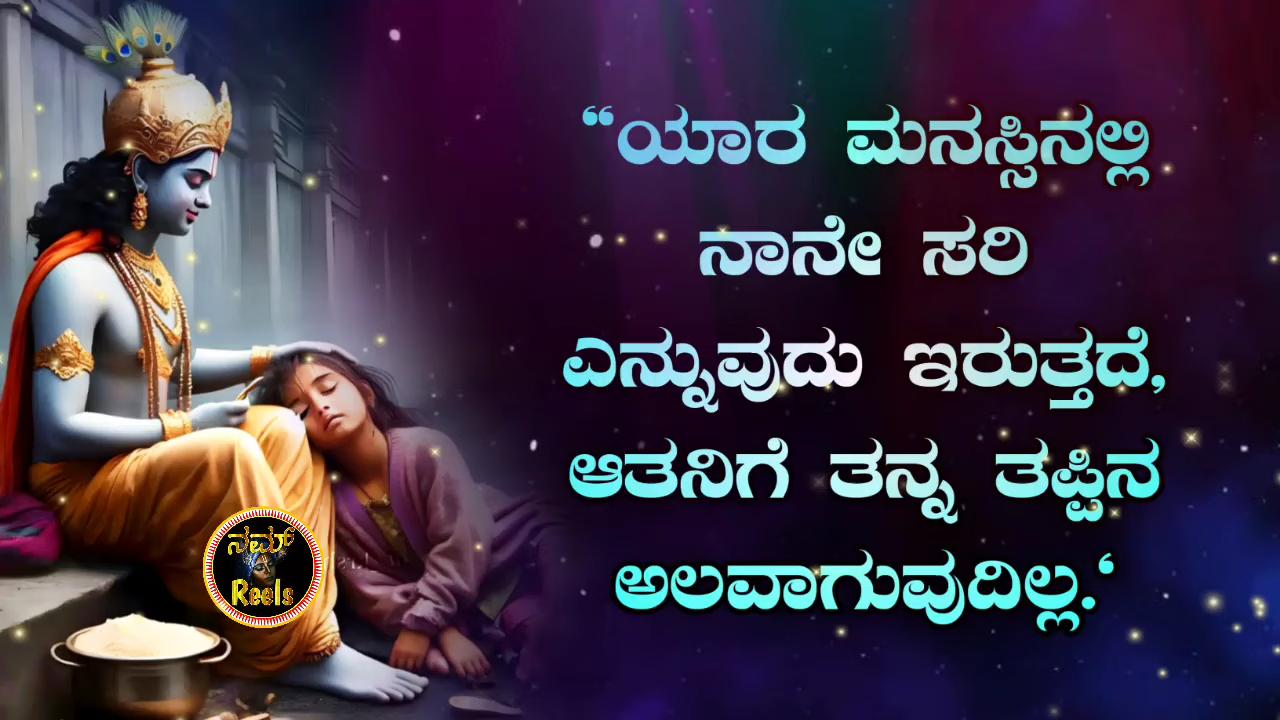 “ಯಾರ ಮನಸ್ಸಿನಲ್ಲಿ
ನಾನೇ ಸರಿ
ಎನ್ನುವುದು ಇರುತ್ತದೆ,
ಆತನಿಗೆ ತನ್ನ ತಪ್ಪಿನ
ಅಲವಾಗುವುದಿಲ್ಲ.‘
ನಮ್
Reels